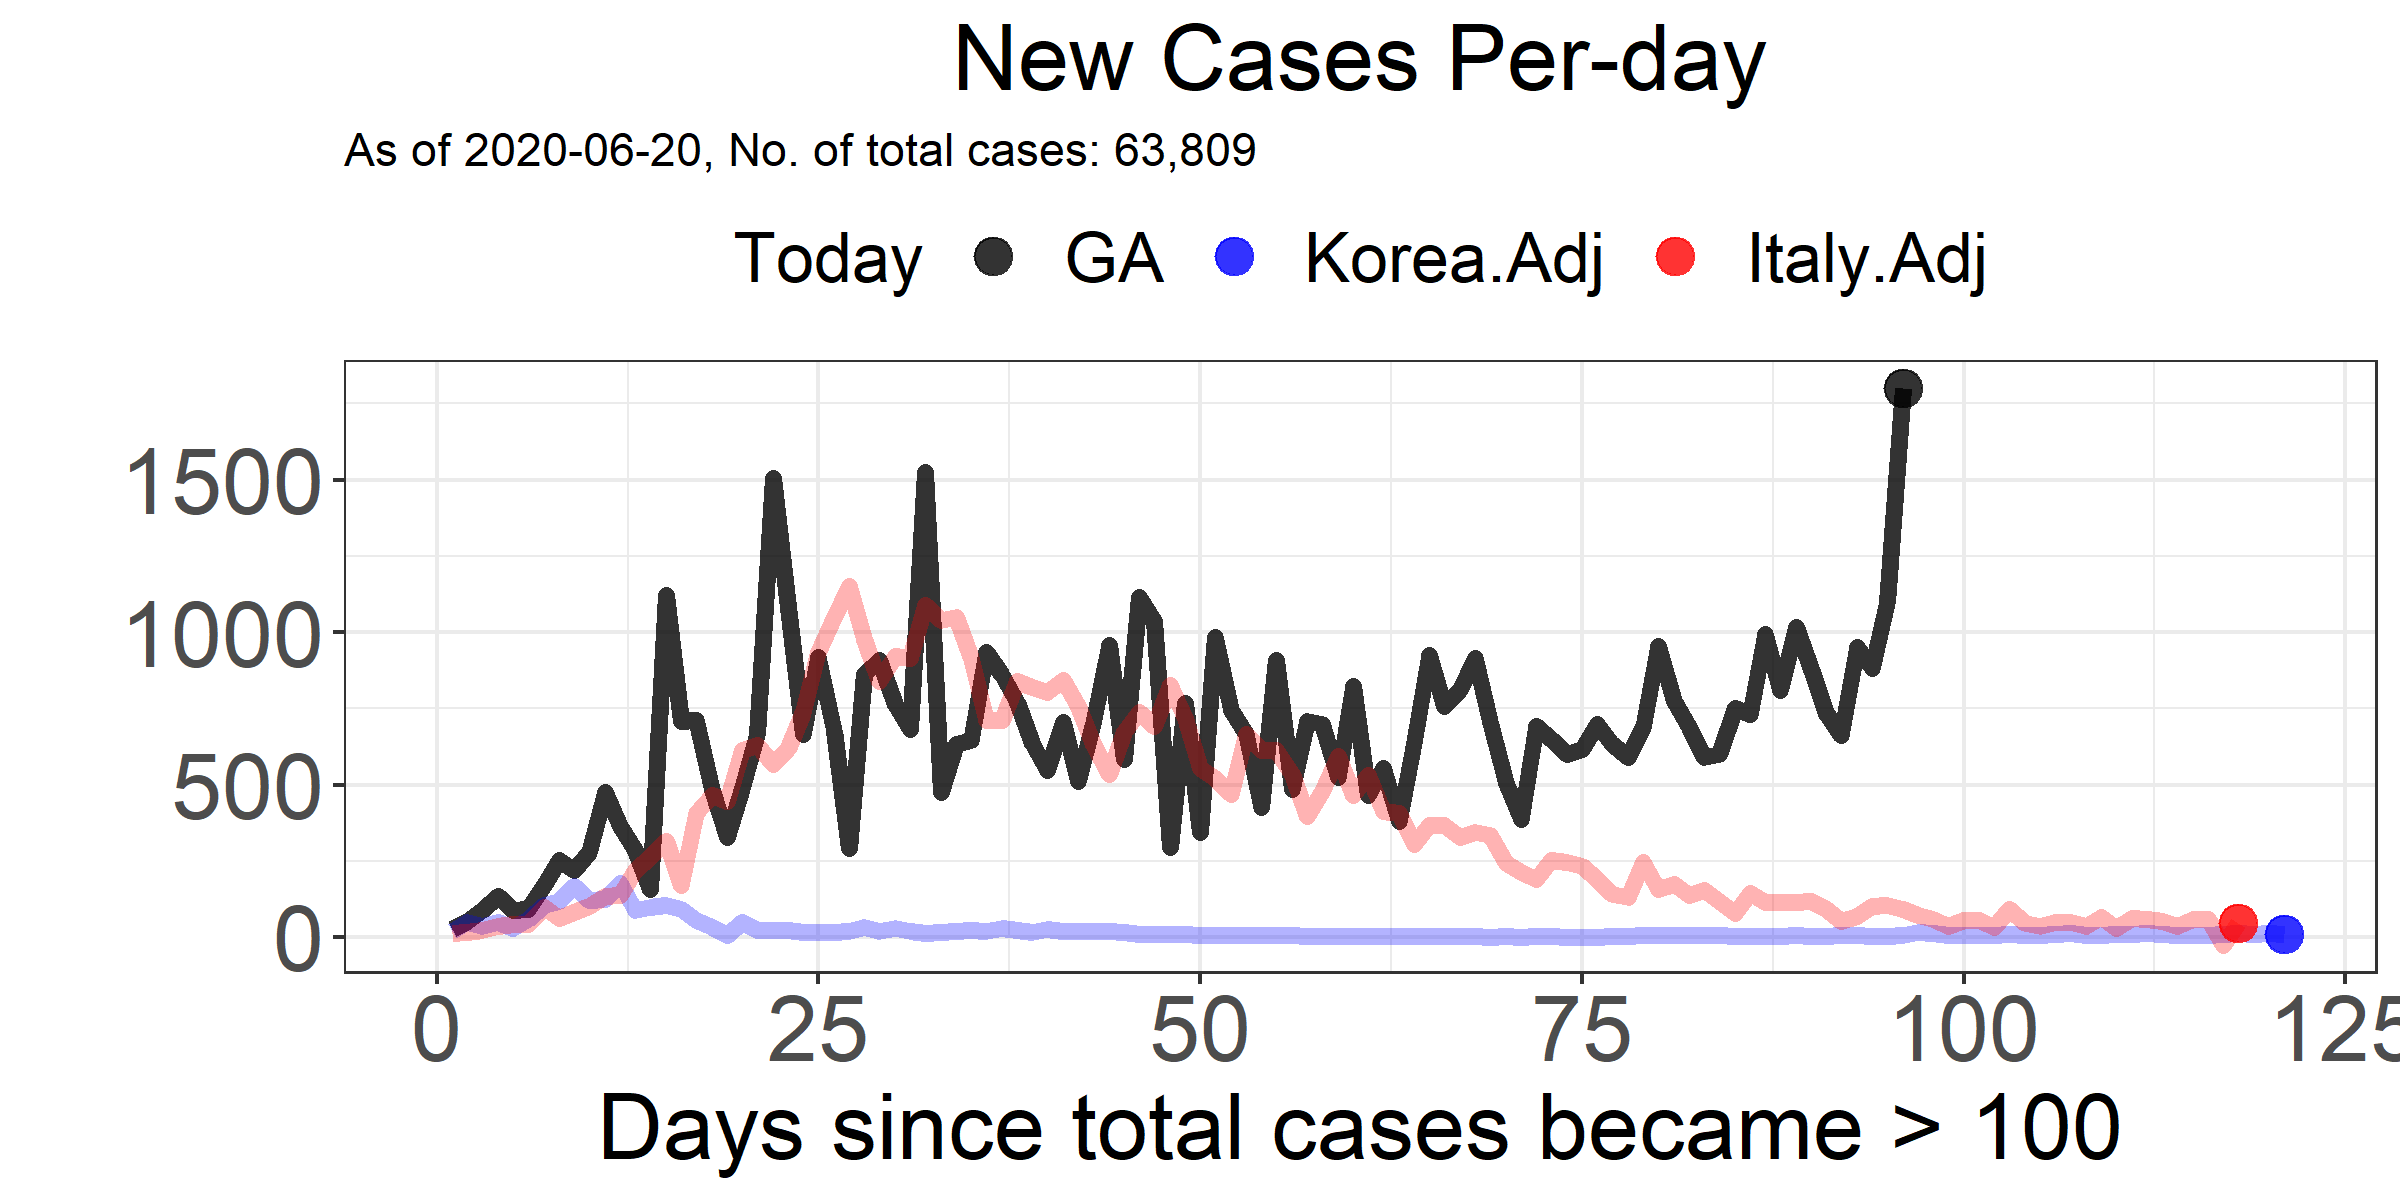 New Cases Per-day
As of 2020-06-20, No. of total cases: 63,809
Today GA Korea.Adj Italy.Adj
1500
1000
500
0
0 25 50 75 100 125
Days since total cases became > 100